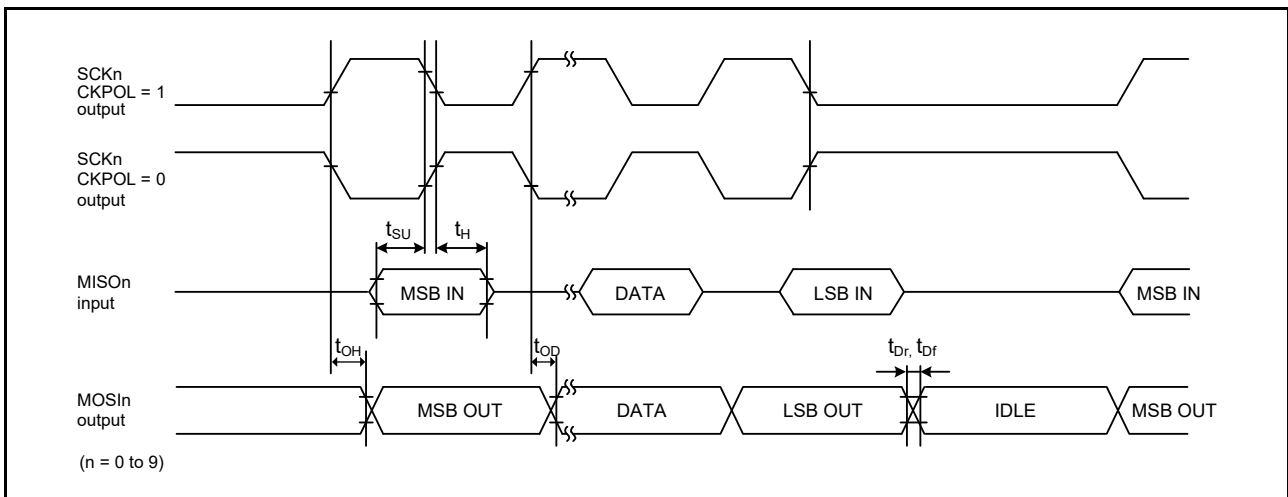 SCKn
CKPOL = 1
output
SCKn
CKPOL = 0
output
tSU
tH
MISOn
input
MSB IN
DATA
LSB IN
MSB IN
tOH
tOD
tDr, tDf
MOSIn
output
MSB OUT
DATA
LSB OUT
IDLE
MSB OUT
(n = 0 to 9)